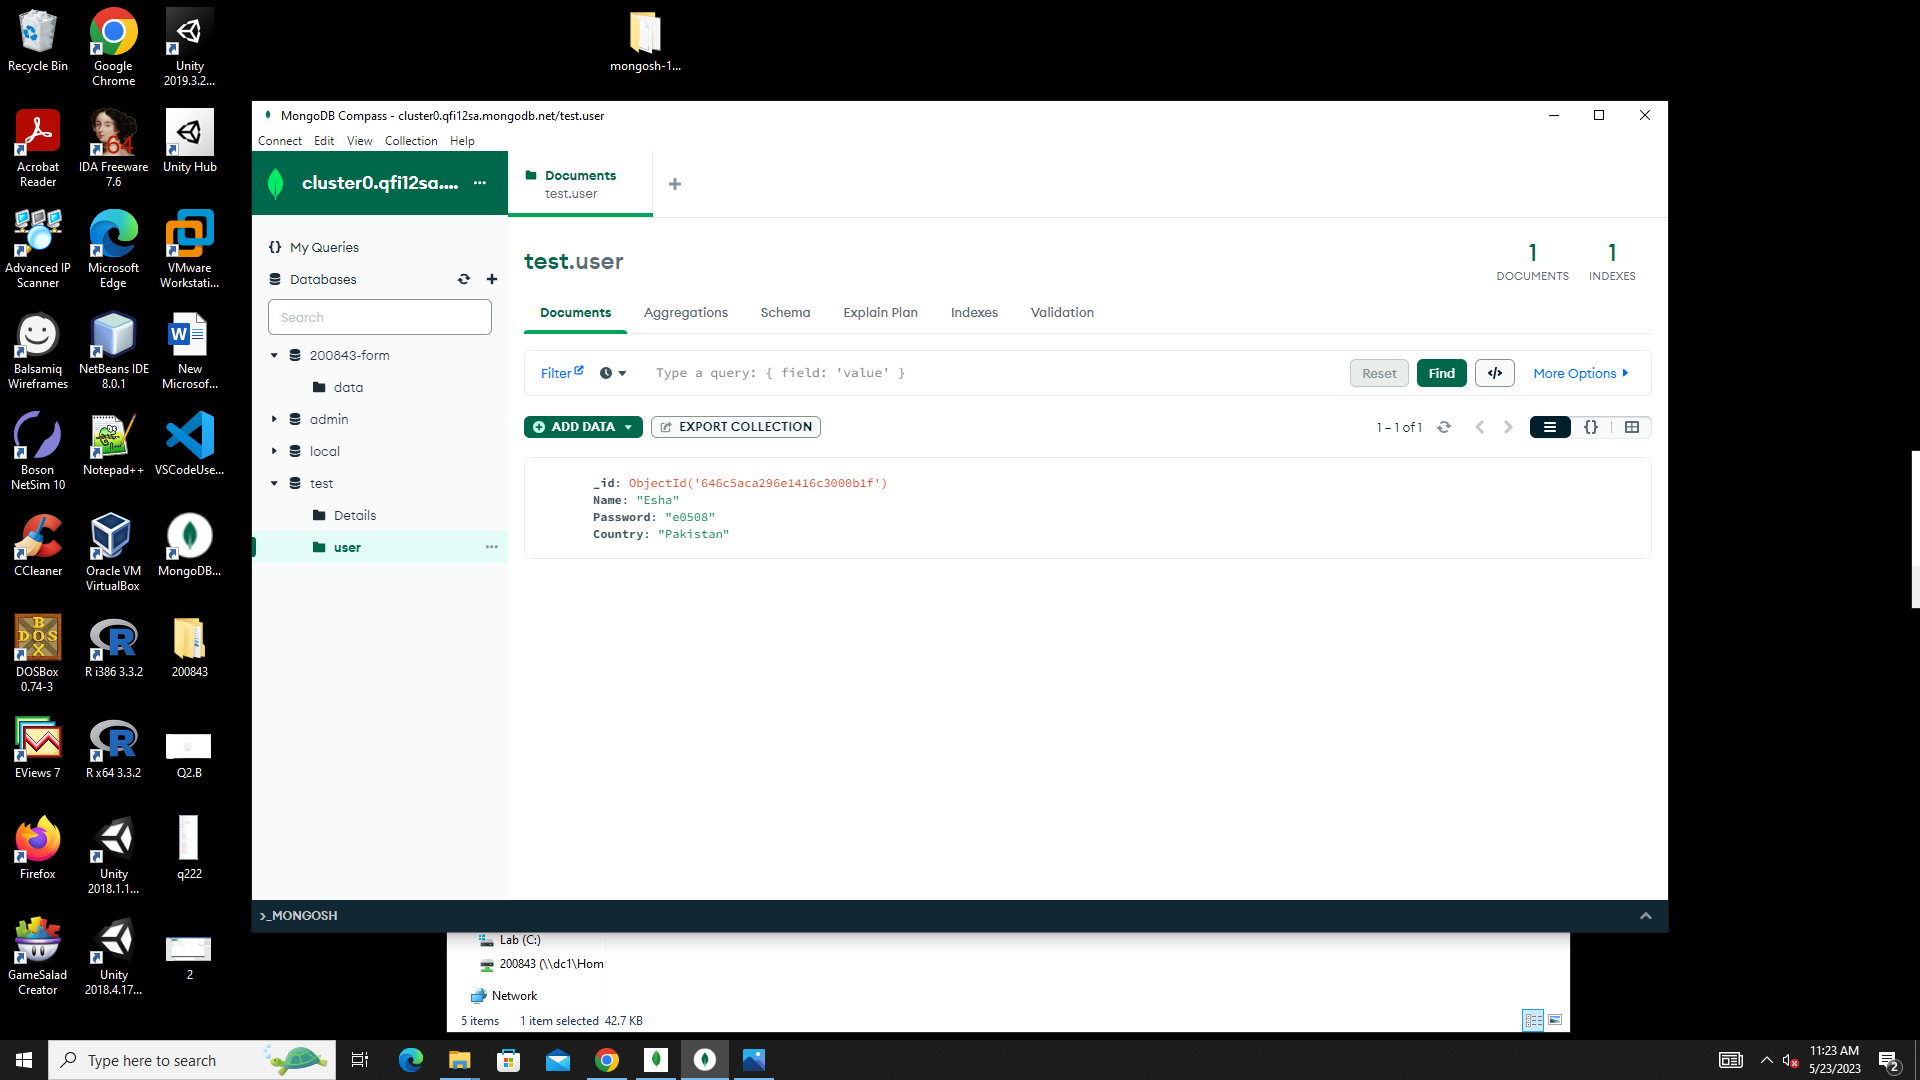 Recycle Bin
Google
Chrome
Unity
2019.3.2...
mongosh-1...
Acrobat
Reader
IDA Freeware
7.6
Unity Hub
Advanced IP
Scanner
Microsoft
Edge
VMware
Workstati...
Balsamiq
Wireframes
NetBeans IDE
8.0.1
New
Microsof...
Boson
NetSim 10
Notepad++
VSCodeUse...
CCleaner
Oracle VM
VirtualBox
MongoDB...
DOSBox
0.74-3
R i386 3.3.2
200843
EViews 7
R x64 3.3.2
Q2.B
Firefox
Unity
2018.1.1...
q222
GameSalad
Creator
Unity
2018.4.17...
2
MongoDB Compass - cluster0.qfi12sa.mongodb.net/test.user
Connect Edit View Collection Help
cluster0.qfi12sa....
Documents
test.user
My Queries
Databases
Search
200843-form
data
admin
local
test
Details
user
test.user
1
DOCUMENTS
1
INDEXES
Documents Aggregations Schema Explain Plan Indexes Validation
Filter Type a query: { field: 'value' } Reset Find </> More Options
ADD DATA EXPORT COLLECTION 1 – 1 of 1 {}
_id: ObjectId('646c5aca296e1416c3000b1f')
Name: "Esha"
Password: "e0508"
Country: "Pakistan"
>_MONGOSH
Lab (C:)
200843 (\\dc1\Hom
Network
5 items 1 item selected 42.7 KB
Type here to search
11:23 AM
5/23/2023
2